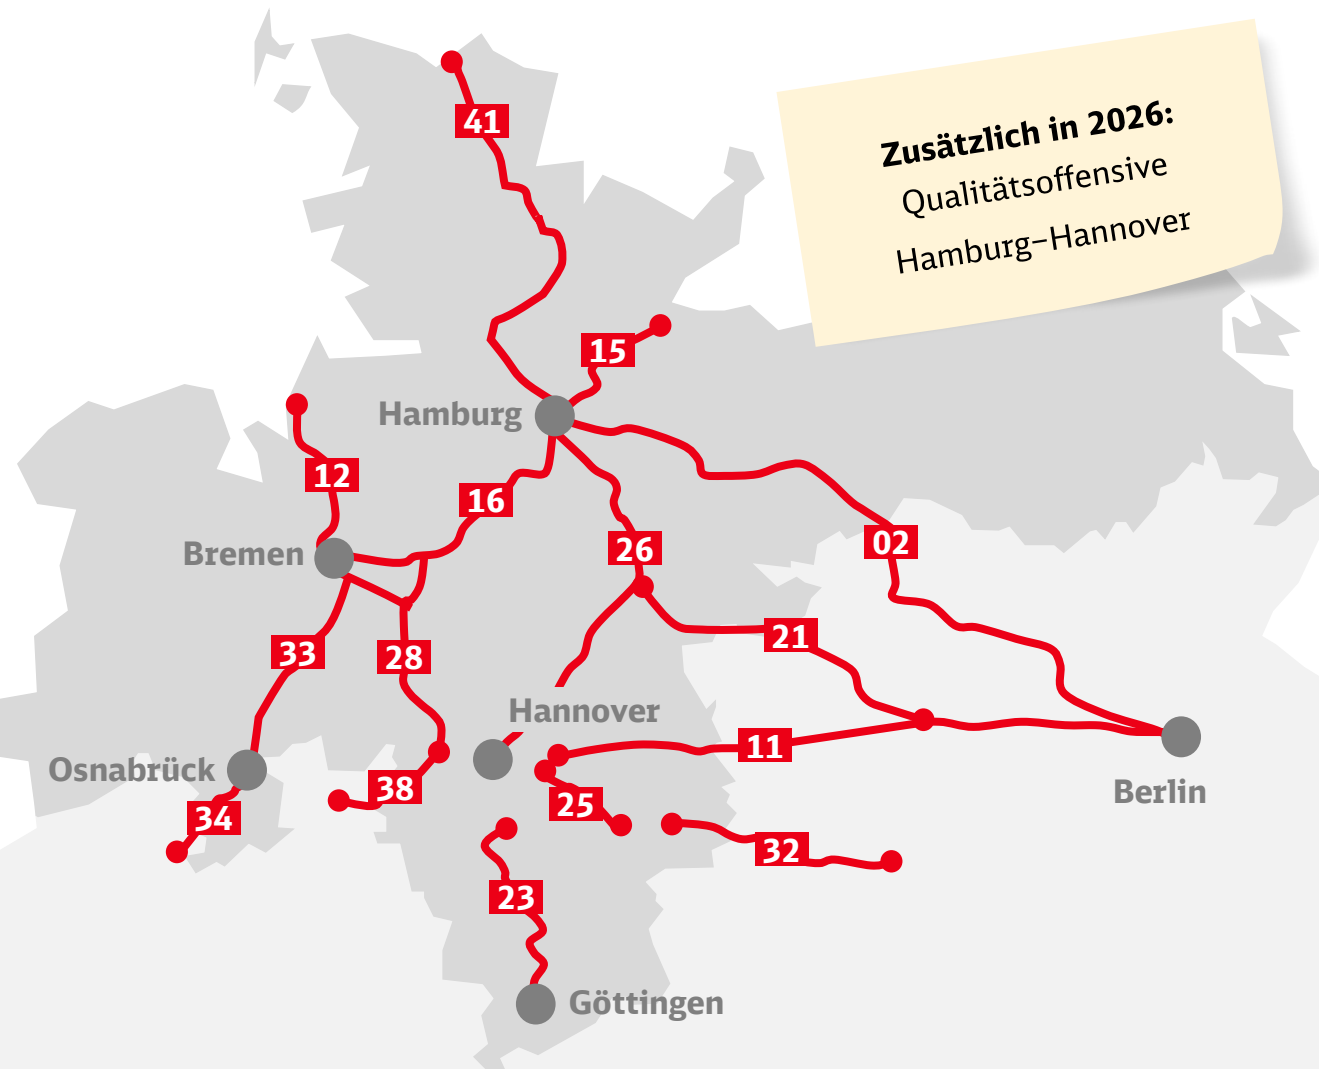 41
Zusätzlich in 2026:
Qualitätsoffensive
Hamburg–Hannover
15
Hamburg
12
16
Bremen
26
02
33
28
21
Hannover
11
Osnabrück
38
Berlin
34
25
32
23
Göttingen